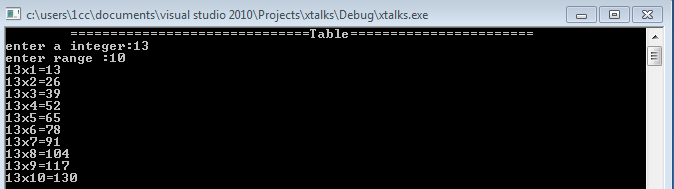 c:\users\1cc\documents\visual studio 2010\Projects\xtalks\Debug\xtalks.exe
==============================Table=======================
enter a integer:13
enter range :10
13x1=13
13x2=26
13x3=39
13x4=52
13x5=65
13x6=78
13x7=91
13x8=104
13x9=117
13x10=130